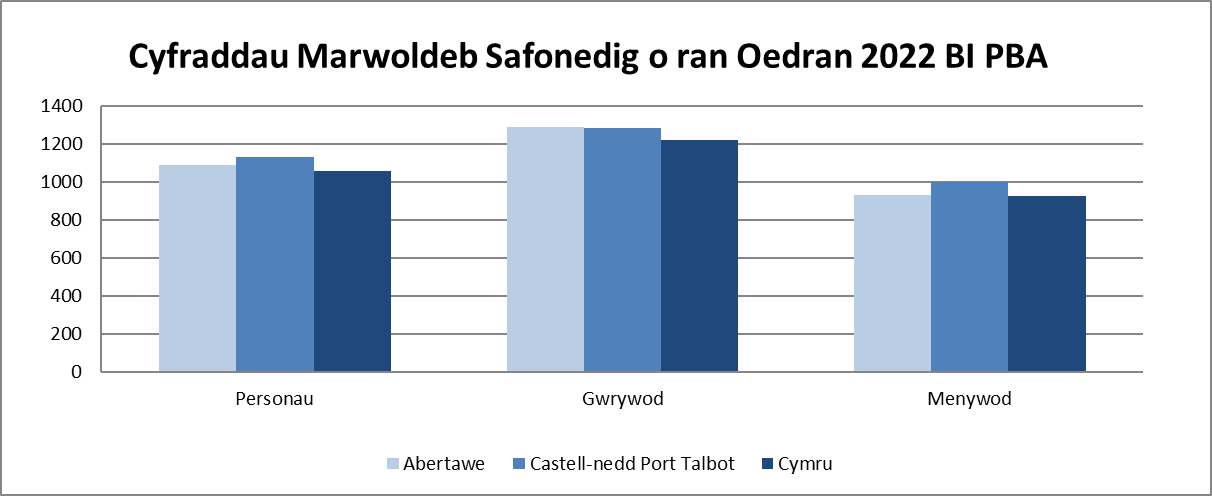 Cyfraddau Marwoldeb Safonedig o ran Oedran 2022 BI PBA
1400
1200
1000
800
600
400
200
0
Personau Gwrywod Menywod
Abertawe Castell-nedd Port Talbot Cymru